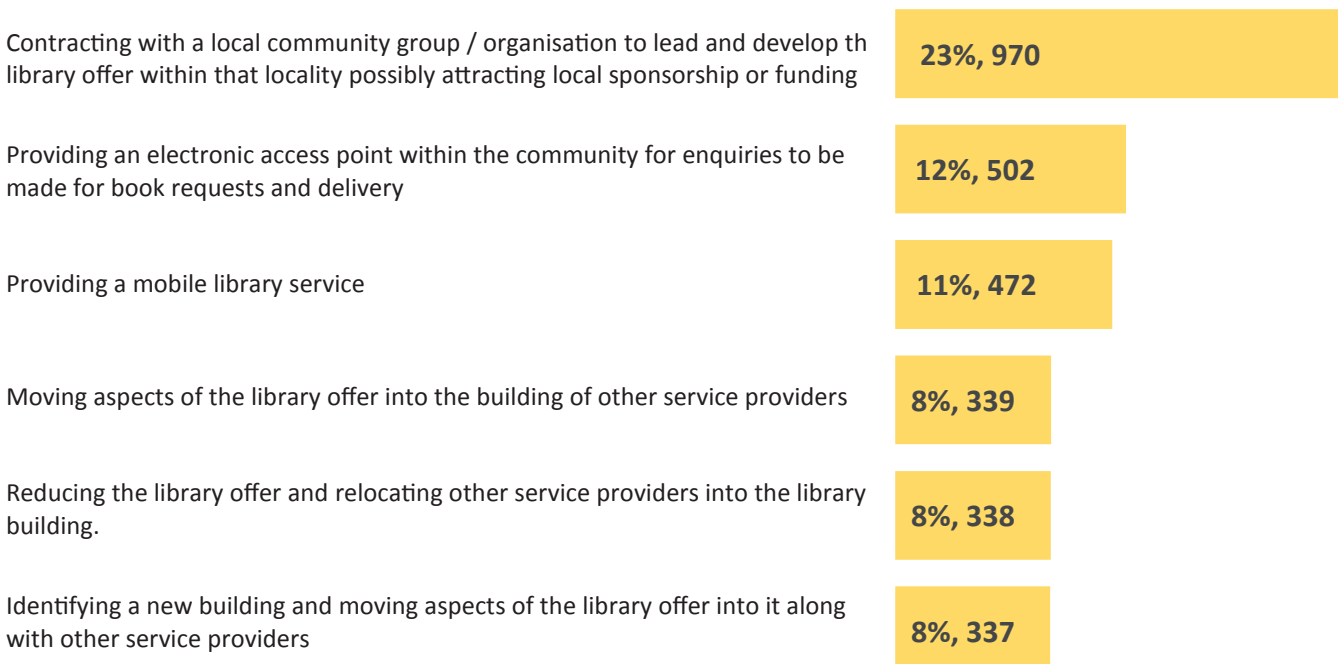 Contracting with a local community group / organisation to lead and develop th
library offer within that locality possibly attracting local sponsorship or funding
23%, 970
Providing an electronic access point within the community for enquiries to be
made for book requests and delivery
12%, 502
Providing a mobile library service
11%, 472
Moving aspects of the library offer into the building of other service providers
8%, 339
Reducing the library offer and relocating other service providers into the library
building.
8%, 338
Identifying a new building and moving aspects of the library offer into it along
with other service providers
8%, 337